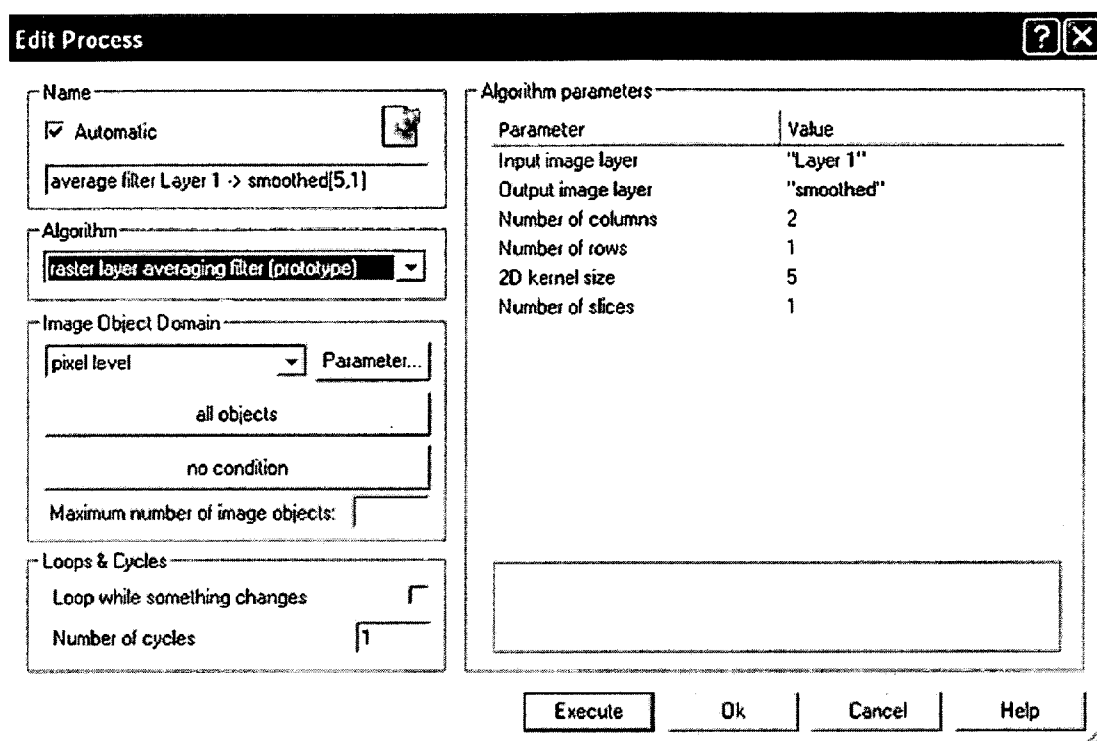 Edit Process
Name
Automatic
average filter Layer 1 -> smoothed[5,1]
Algorithm
raster layer averaging filter (prototype)
Image Object Domain
pixel level
Parameter...
all objects
no condition
Maximum number of image objects:
Loops & Cycles
Loop while something changes
Number of cycles 1
Algorithm parameters
Parameter Value
Input image layer "Layer 1"
Output image layer "smoothed"
Number of columns 2
Number of rows 1
2D kernel size 5
Number of slices 1
Execute Ok Cancel Help